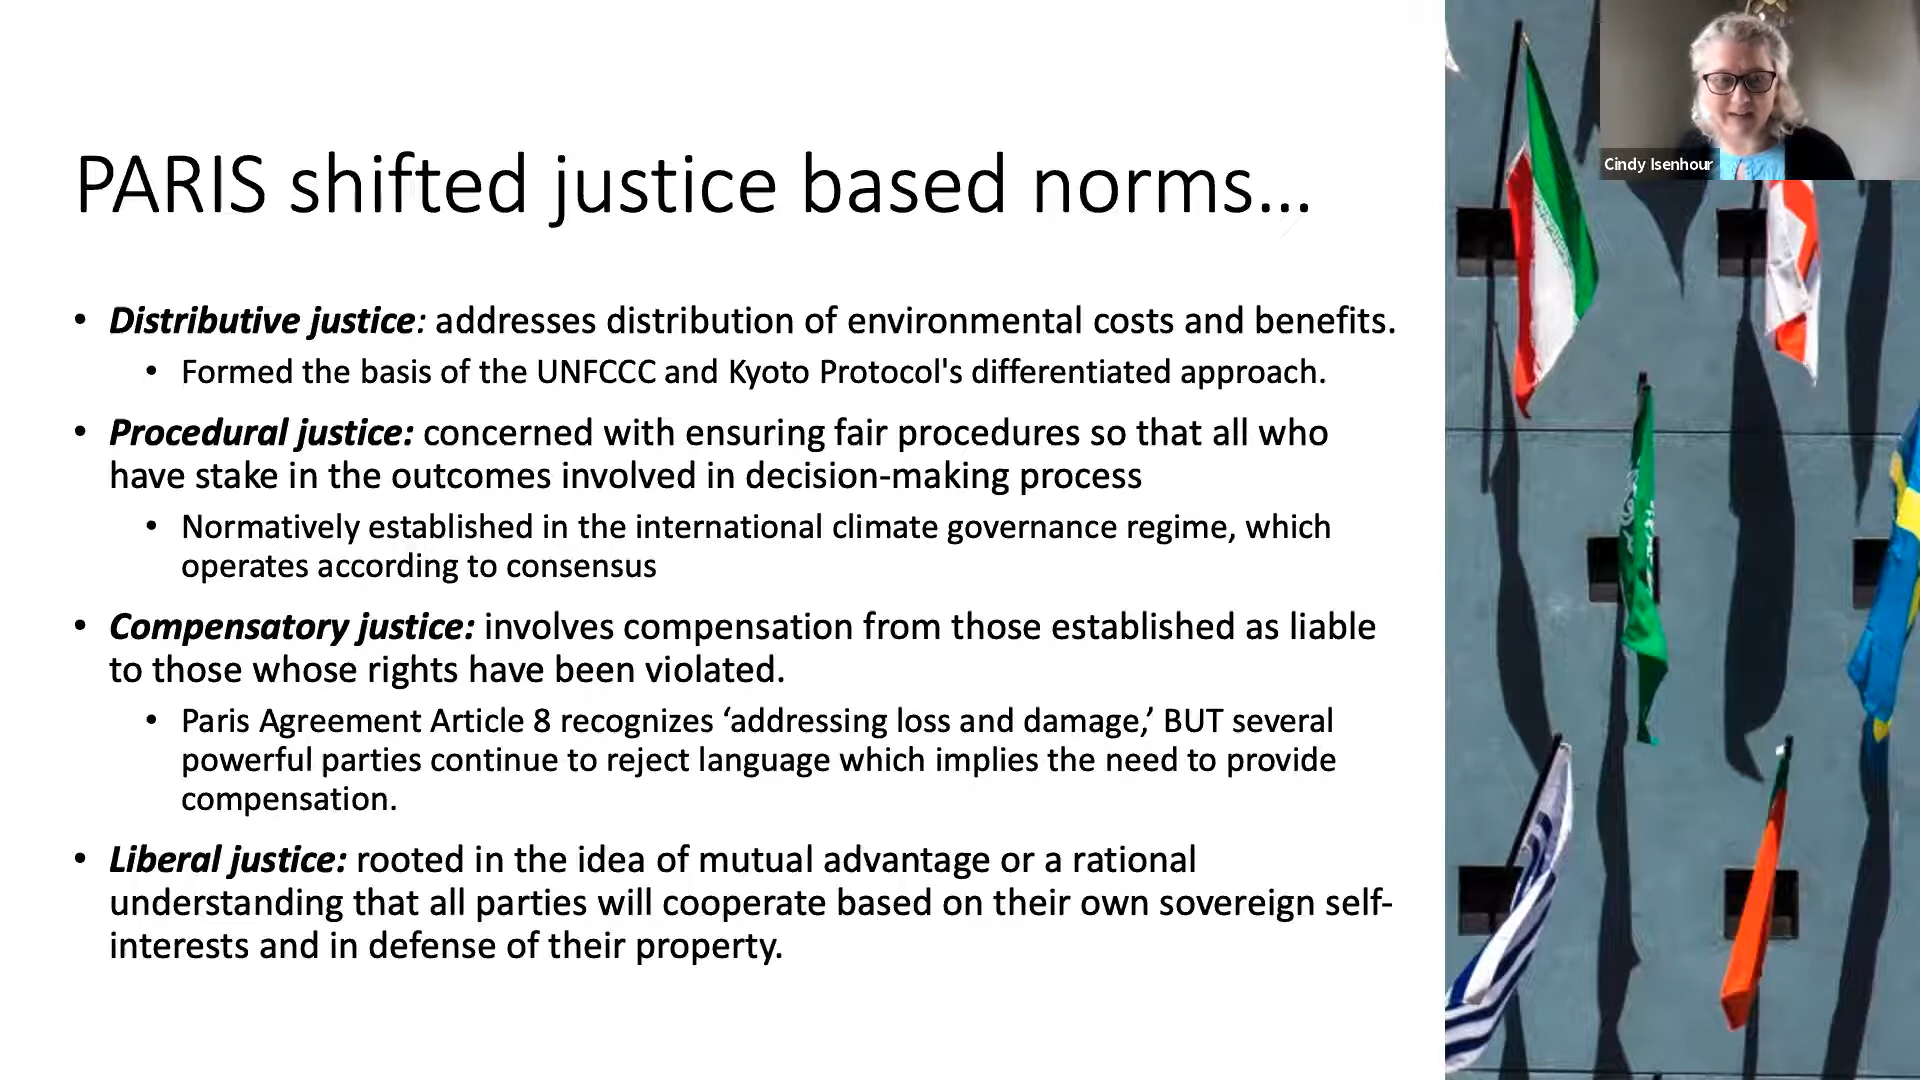 Cindy Isenhour
PARIS shifted justice based norms...
• Distributive justice: addresses distribution of environmental costs and benefits.
• Formed the basis of the UNFCCC and Kyoto Protocol's differentiated approach.
• Procedural justice: concerned with ensuring fair procedures so that all who
have stake in the outcomes involved in decision-making process
• Normatively established in the international climate governance regime, which
operates according to consensus
• Compensatory justice: involves compensation from those established as liable
to those whose rights have been violated.
• Paris Agreement Article 8 recognizes ‘addressing loss and damage,’ BUT several
powerful parties continue to reject language which implies the need to provide
compensation.
• Liberal justice: rooted in the idea of mutual advantage or a rational
understanding that all parties will cooperate based on their own sovereign self-
interests and in defense of their property.